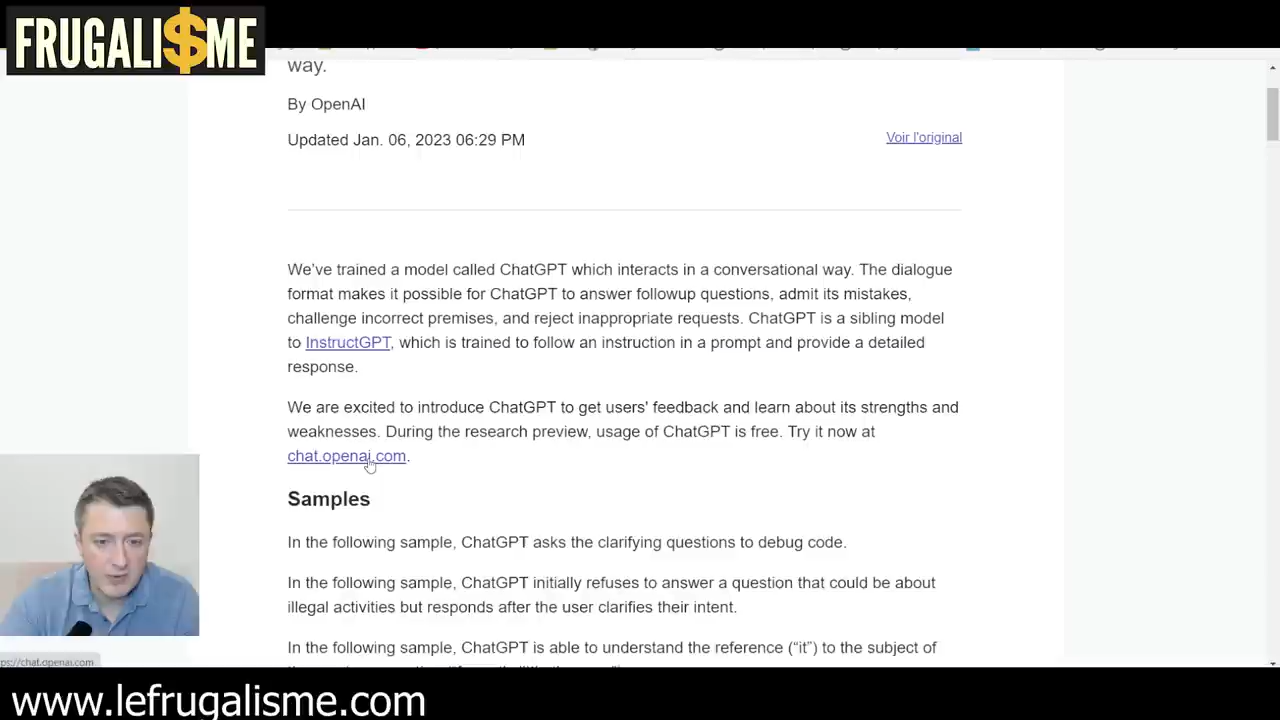 FRUGALI$ME
way.
By OpenAI
Updated Jan. 06, 2023 06:29 PM
Voir l'original
We've trained a model called ChatGPT which interacts in a conversational way. The dialogue
format makes it possible for ChatGPT to answer followup questions, admit its mistakes,
challenge incorrect premises, and reject inappropriate requests. ChatGPT is a sibling model
to InstructGPT, which is trained to follow an instruction in a prompt and provide a detailed
response.
We are excited to introduce ChatGPT to get users' feedback and learn about its strengths and
weaknesses. During the research preview, usage of ChatGPT is free. Try it now at
chat.openai.com.
Samples
In the following sample, ChatGPT asks the clarifying questions to debug code.
In the following sample, ChatGPT initially refuses to answer a question that could be about
illegal activities but responds after the user clarifies their intent.
In the following sample, ChatGPT is able to understand the reference (“it”) to the subject of
ps://chat.openai.com
www.lefrugalisme.com